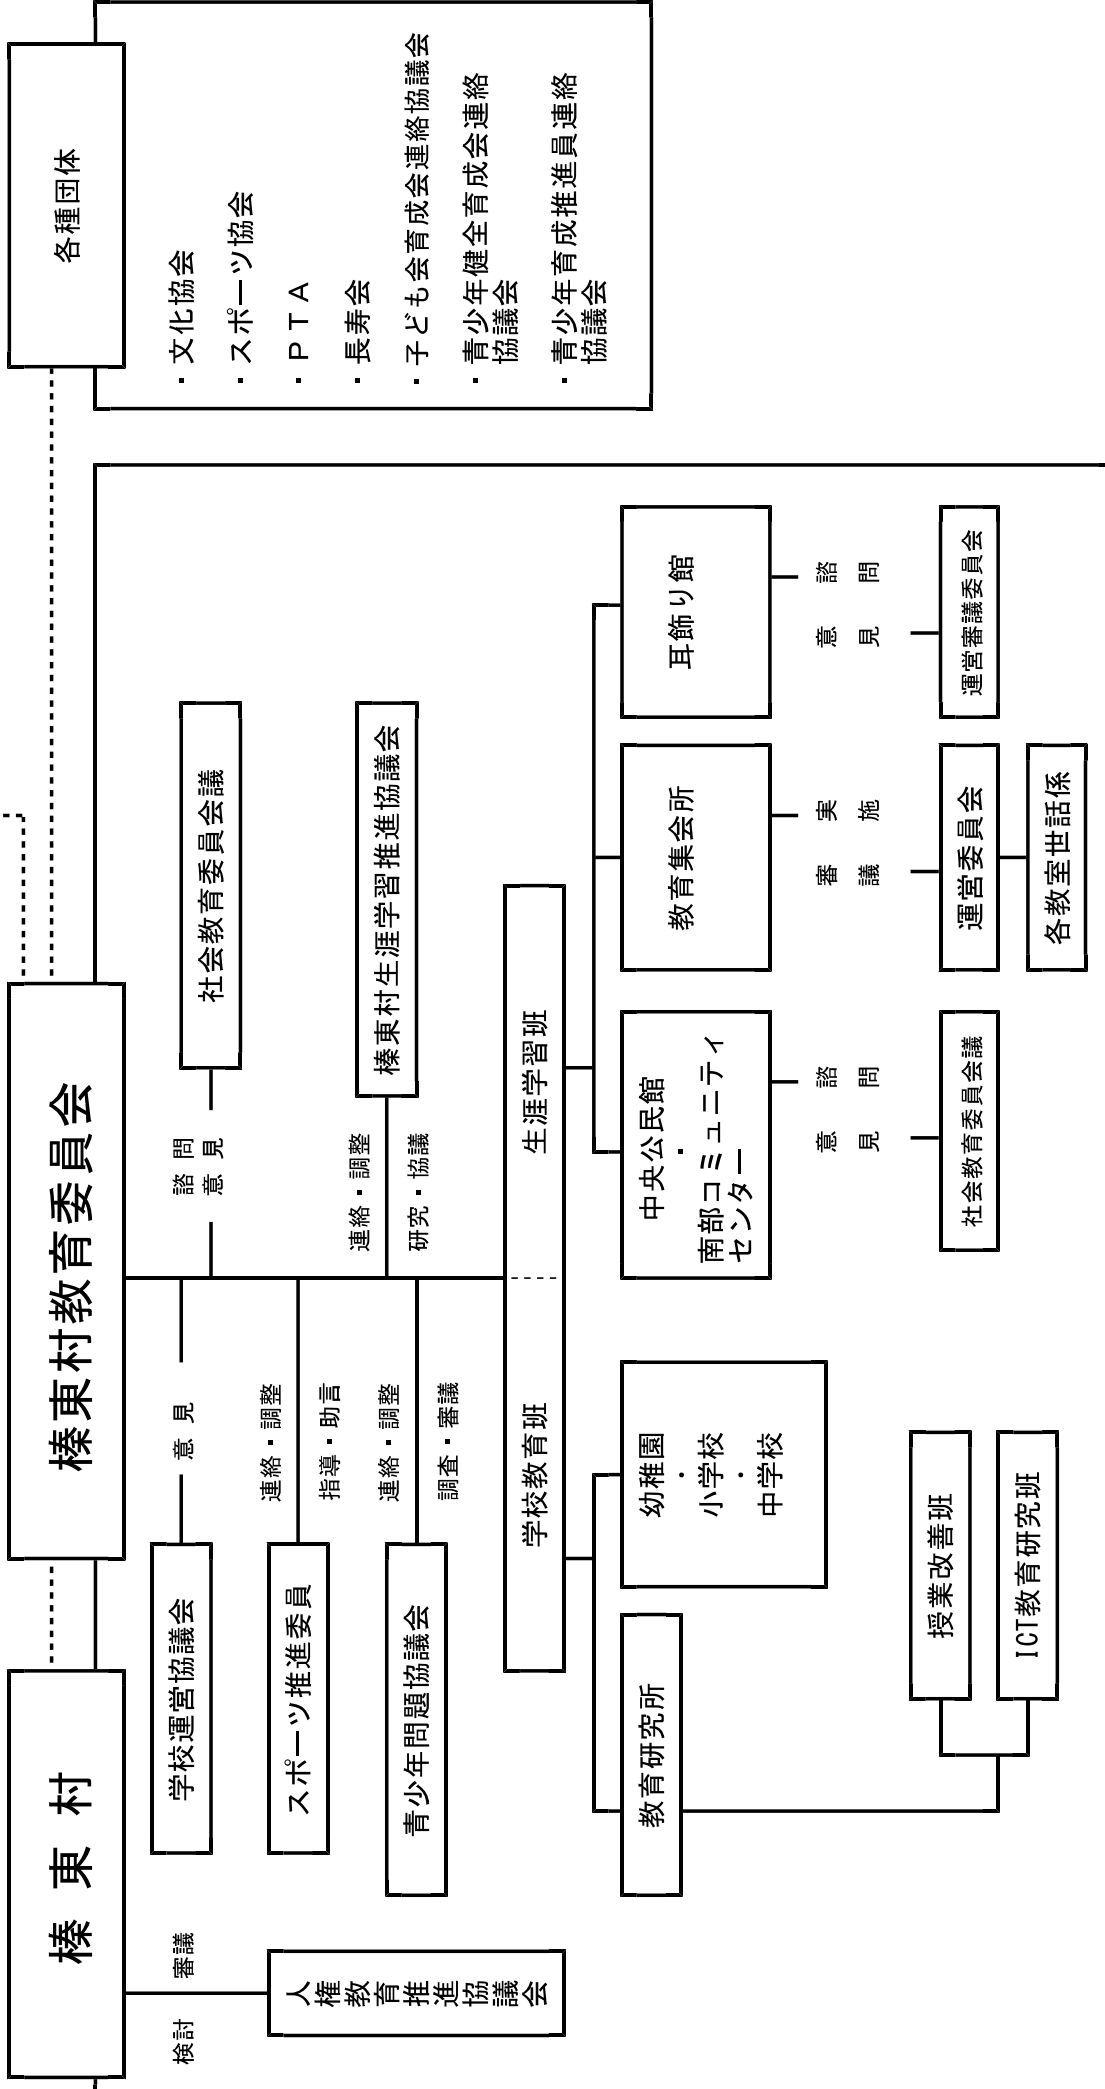 榛東村
榛東村教育委員会
各種団体
検討
審議
人権教育推進協議会
学校運営協議会
意見
諮問
意見
社会教育委員会議
スポーツ推進委員
連絡・調整
指導・助言
青少年問題協議会
連絡・調整
調査・審議
連絡・調整
研究・協議
榛東村生涯学習推進協議会
・文化協会
・スポーツ協会
・PTA
・長寿会
・子ども会育成会連絡協議会
・青少年健全育成会連絡
協議会
・青少年育成推進員連絡
協議会
学校教育班
生涯学習班
教育研究所
幼稚園
・
小学校
・
中学校
中央公民館
・
南部コミュニティ
センター
教育集会所
耳飾り館
意見
諮問
審議
実施
意見
諮問
授業改善班
ICT教育研究班
社会教育委員会議
運営委員会
各教室世話係
運営審議委員会